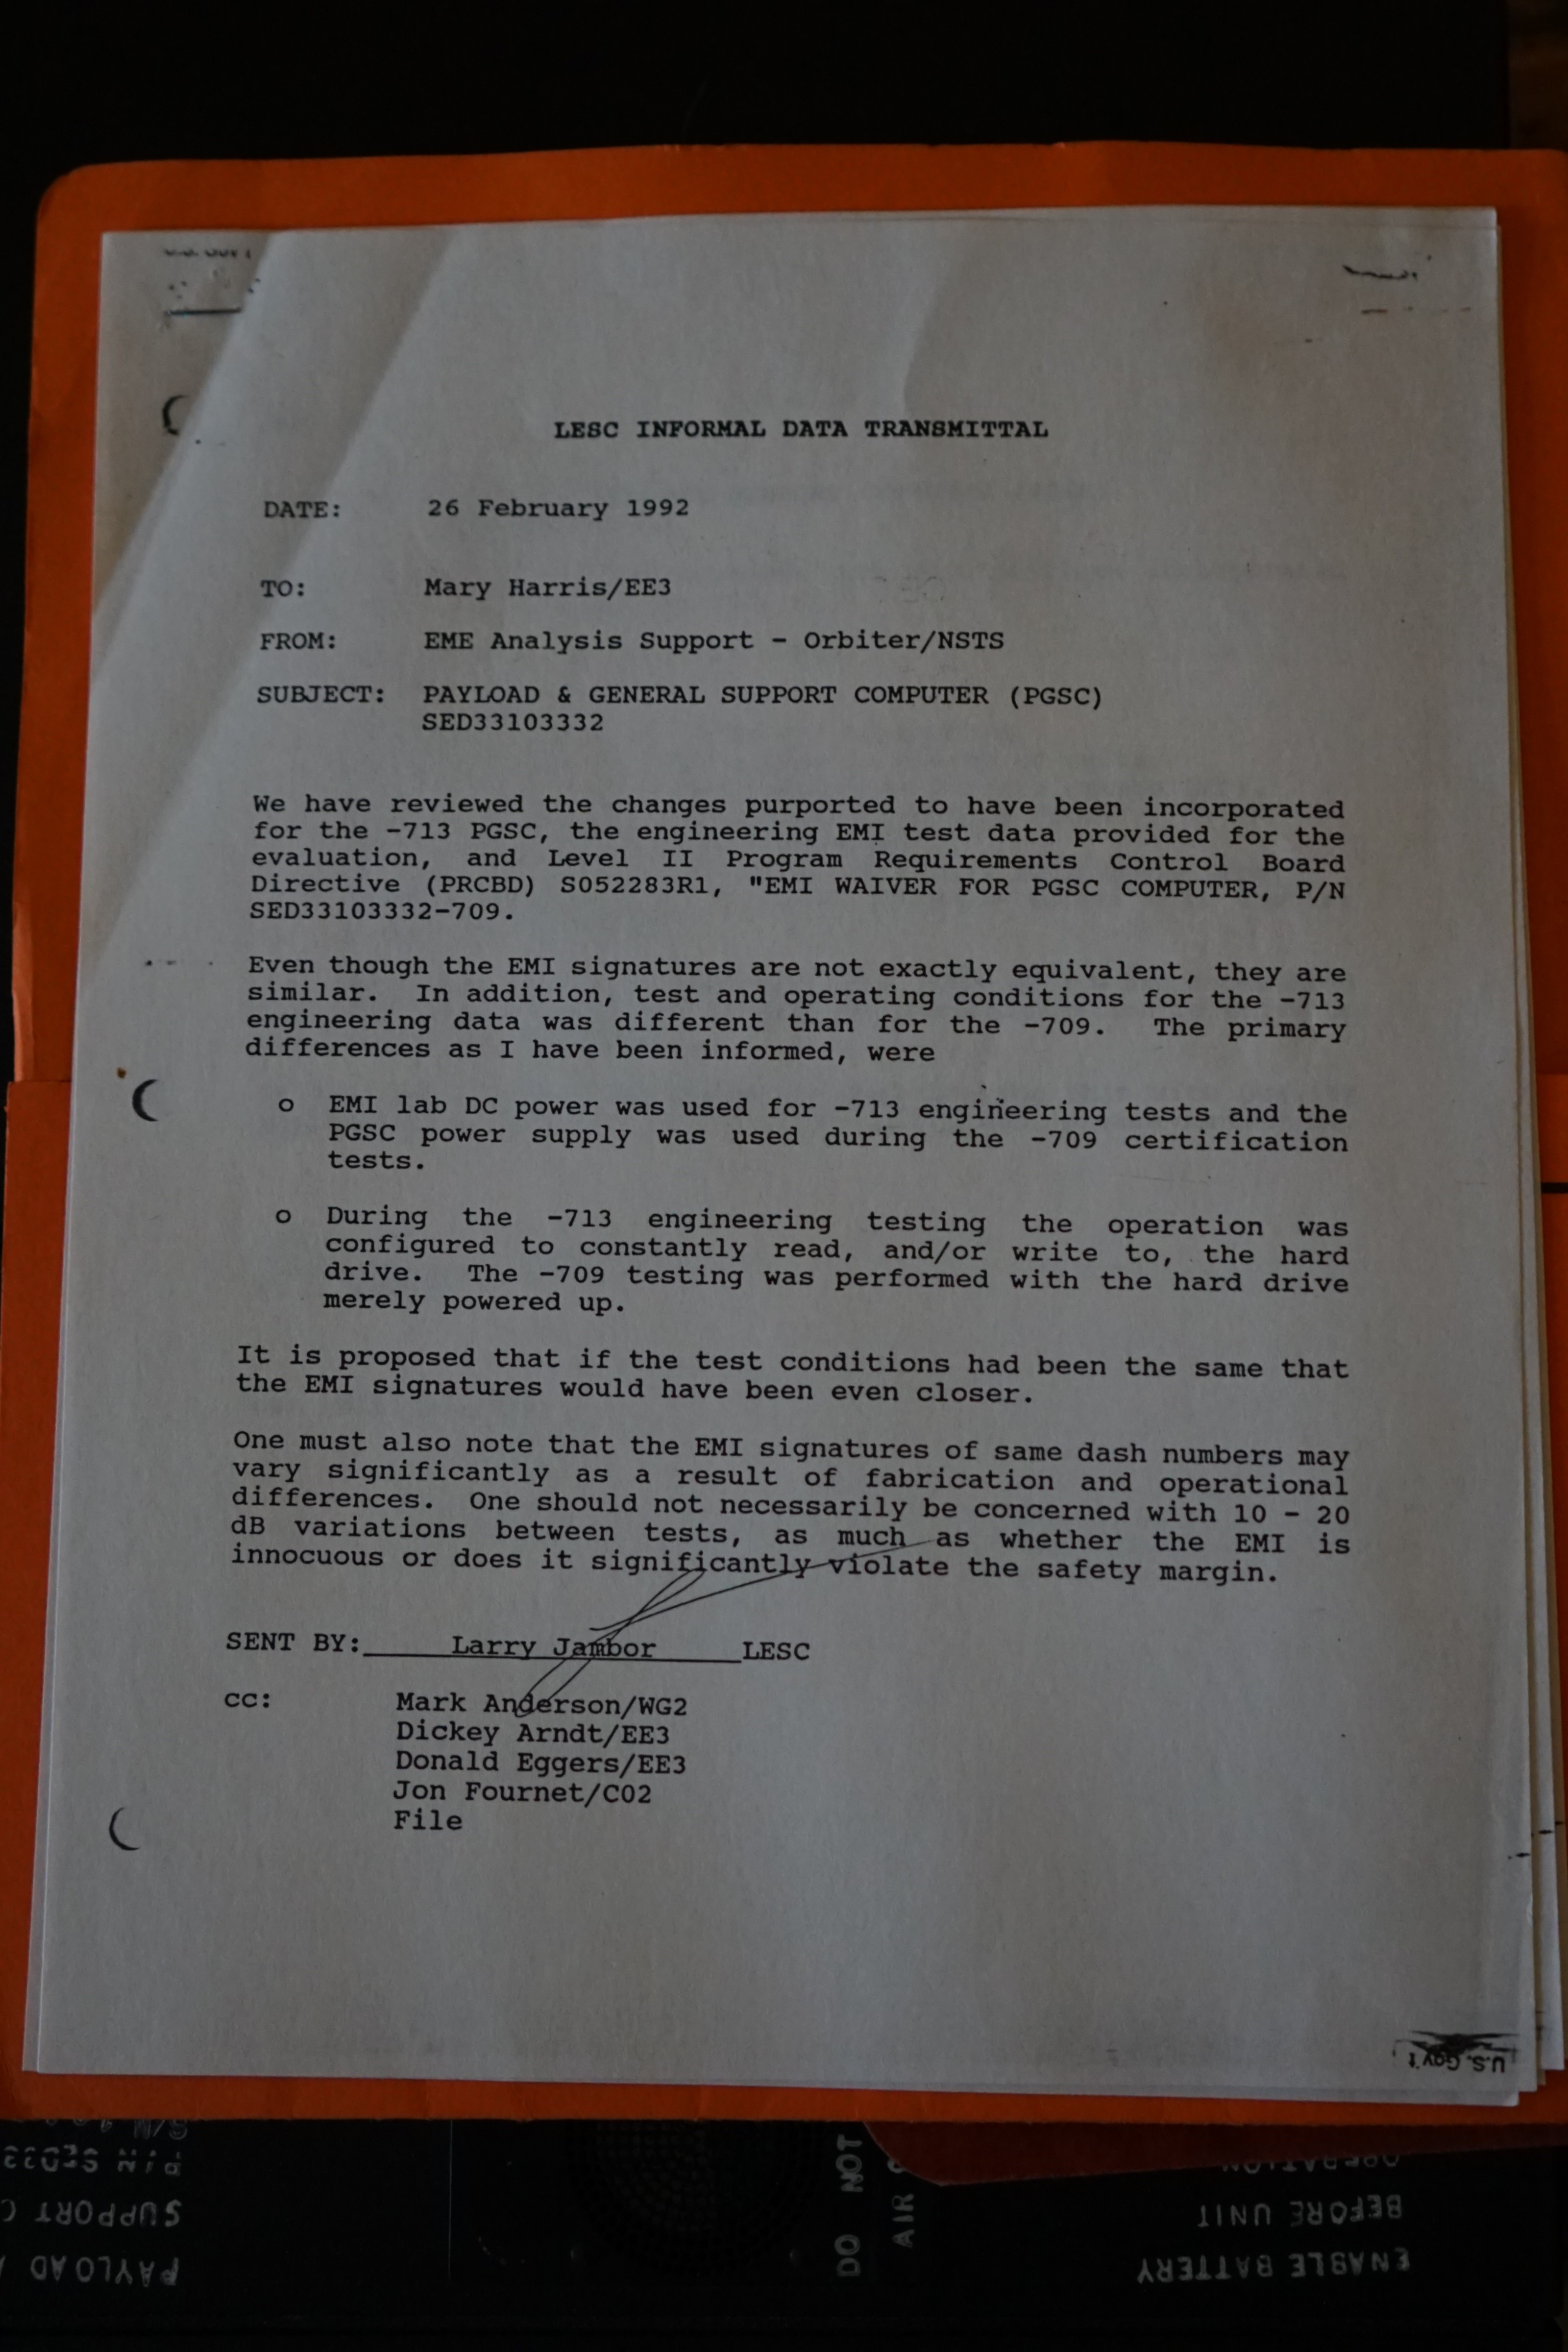 LESC INFORMAL DATA TRANSMITTAL
DATE: 26 February 1992
TO: Mary Harris/EE3
FROM: EME Analysis Support - Orbiter/NSTS
SUBJECT: PAYLOAD & GENERAL SUPPORT COMPUTER (PGSC)
SED33103332
We have reviewed the changes purported to have been incorporated
for the -713 PGSC, the engineering EMI test data provided for the
evaluation, and Level II Program Requirements Control Board
Directive (PRCBD) S052283R1, "EMI WAIVER FOR PGSC COMPUTER, P/N
SED33103332-709.
Even though the EMI signatures are not exactly equivalent, they are
similar. In addition, test and operating conditions for the -713
engineering data was different than for the -709. The primary
differences as I have been informed, were
o EMI lab DC power was used for -713 engineering tests and the
PGSC power supply was used during the -709 certification
tests.
o During the -713 engineering testing the operation was
configured to constantly read, and/or write to, the hard
drive. The -709 testing was performed with the hard drive
merely powered up.
It is proposed that if the test conditions had been the same that
the EMI signatures would have been even closer.
One must also note that the EMI signatures of same dash numbers may
vary significantly as a result of fabrication and operational
differences. One should not necessarily be concerned with 10 - 20
dB variations between tests, as much as whether the EMI is
innocuous or does it significantly violate the safety margin.
SENT BY: Larry Jambor LESC
cc: Mark Anderson/WG2
Dickey Arndt/EE3
Donald Eggers/EE3
Jon Fournet/C02
File
U.S. Gov't
PAYLOAD
SUPPORT
P/N
S/N
DO NOT
AIR
ENABLE BATTERY
BEFORE UNIT
OPERATION